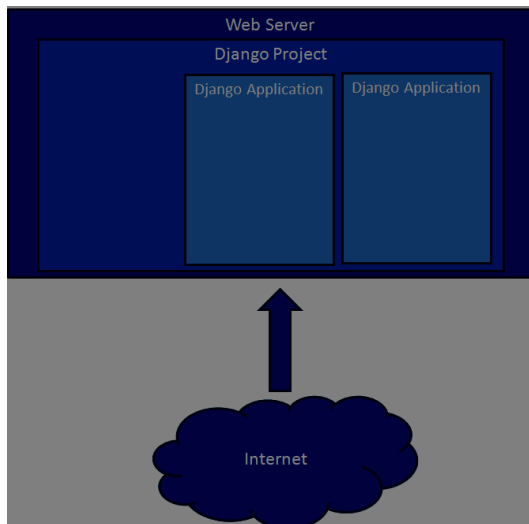 Web Server
Django Project
Django Application
Django Application
Internet